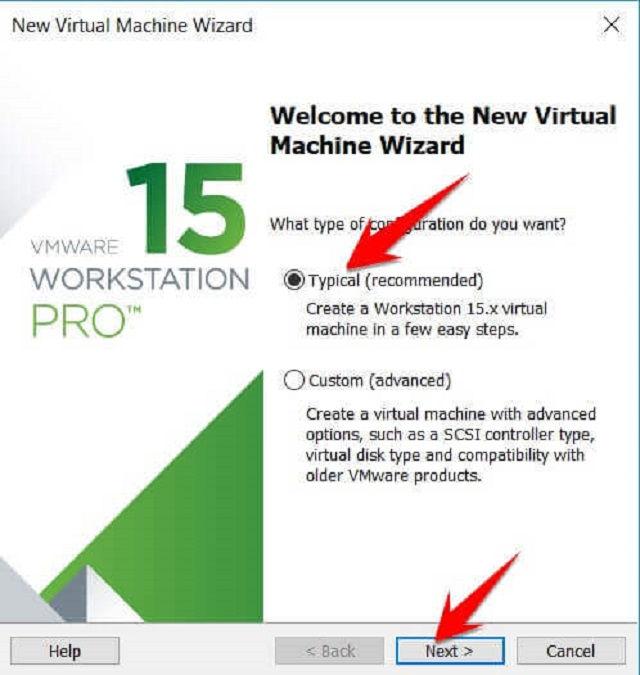 New Virtual Machine Wizard
Welcome to the New Virtual
Machine Wizard
15
VMWARE
WORKSTATION
PRO™
What type of configuration do you want?
Typical (recommended)
Create a Workstation 15.x virtual
machine in a few easy steps.
Custom (advanced)
Create a virtual machine with advanced
options, such as a SCSI controller type,
virtual disk type and compatibility with
older VMware products.
Help
< Back
Next >
Cancel